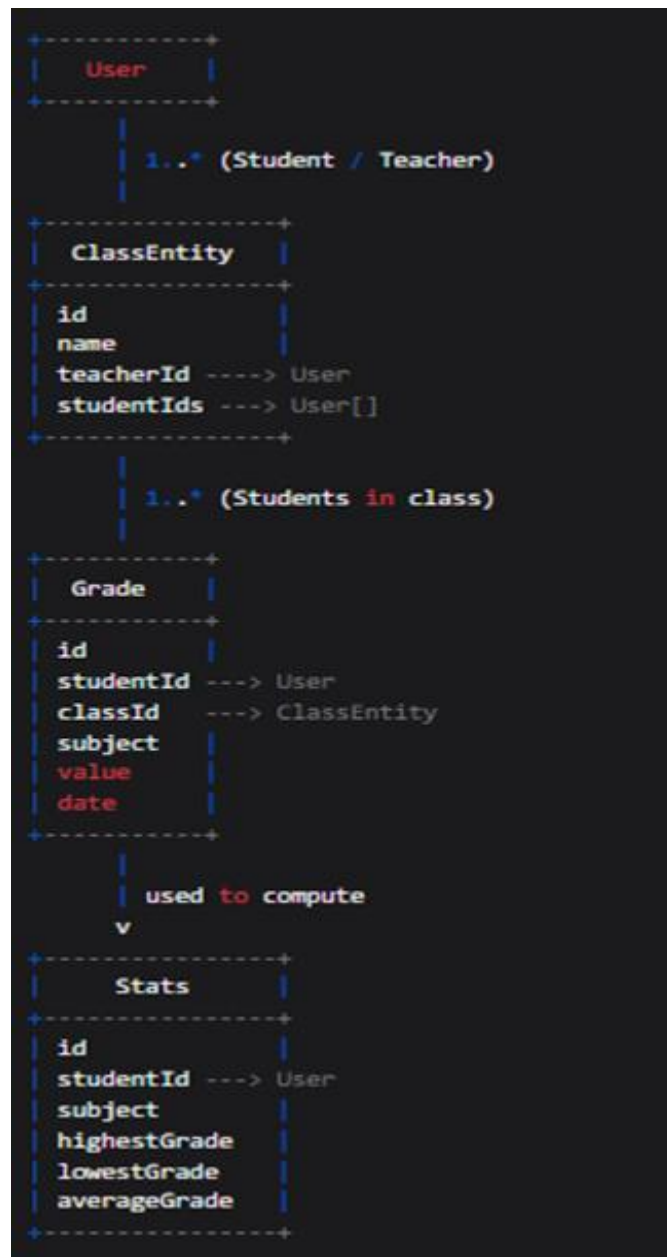 +-----------+
|   User    |
+-----------+
      |
      | 1..* (Student / Teacher)
      |
+----------------+
|  ClassEntity   |
+----------------+
| id             |
| name           |
| teacherId ----> User
| studentIds ---> User[]
+----------------+
      |
      | 1..* (Students in class)
      |
+-----------+
|  Grade    |
+-----------+
| id        |
| studentId ---> User
| classId   ---> ClassEntity
| subject   |
| value     |
| date      |
+-----------+
      |
      | used to compute
      v
+----------------+
|     Stats      |
+----------------+
| id             |
| studentId ---> User
| subject        |
| highestGrade   |
| lowestGrade    |
| averageGrade   |
+----------------+